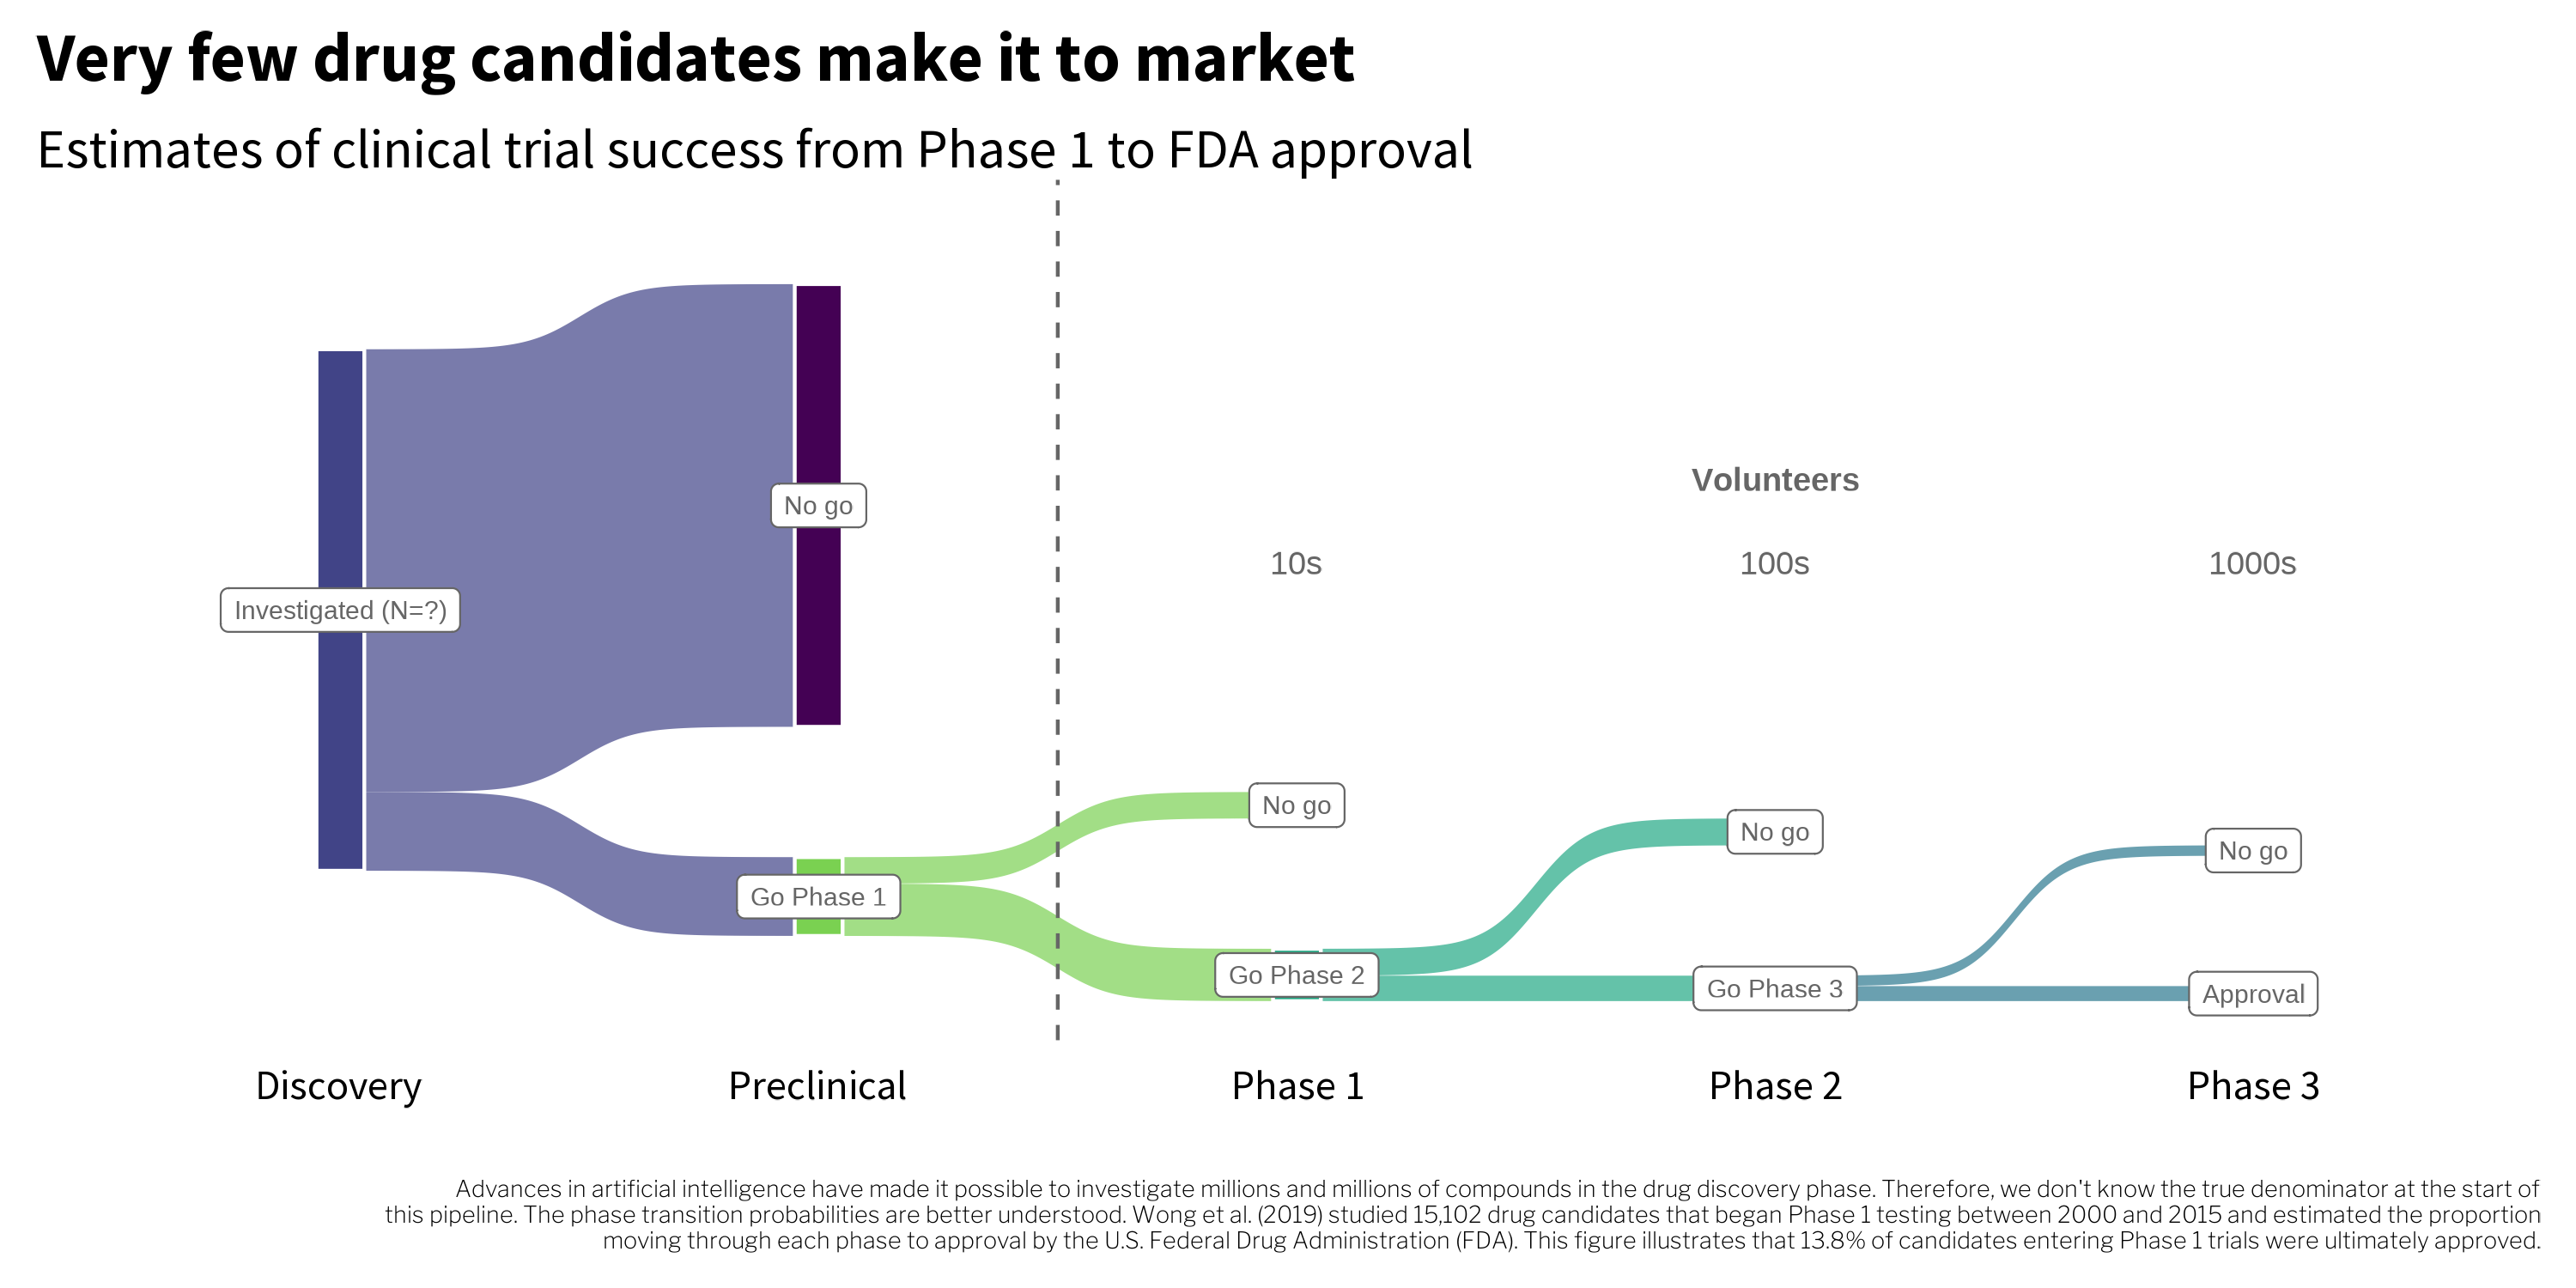 Very few drug candidates make it to market
Estimates of clinical trial success from Phase 1 to FDA approval
Volunteers
10s
100s
1000s
No go
Investigated (N=?)
No go
No go
No go
Go Phase 1
Go Phase 2
Go Phase 3
Approval
Discovery
Preclinical
Phase 1
Phase 2
Phase 3
Advances in artificial intelligence have made it possible to investigate millions and millions of compounds in the drug discovery phase. Therefore, we don't know the true denominator at the start of
this pipeline. The phase transition probabilities are better understood. Wong et al. (2019) studied 15,102 drug candidates that began Phase 1 testing between 2000 and 2015 and estimated the proportion
moving through each phase to approval by the U.S. Federal Drug Administration (FDA). This figure illustrates that 13.8% of candidates entering Phase 1 trials were ultimately approved.